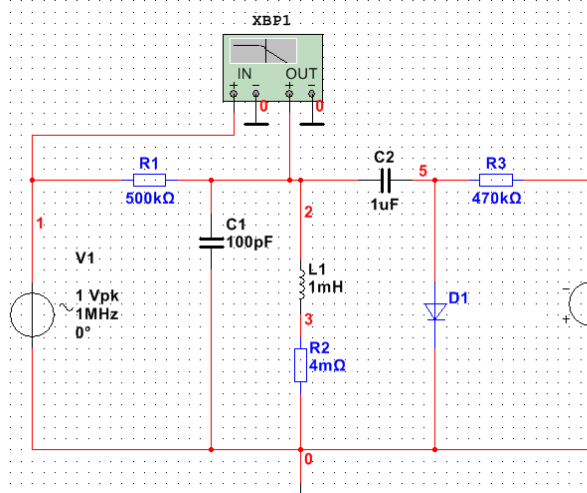 XBP1
IN OUT
+ − + −
0 0
R1
500kΩ
C2
1uF
5
R3
470kΩ
1
2
C1
100pF
V1
1 Vpk
1MHz
0°
L1
1mH
3
D1
R2
4mΩ
−
+
0